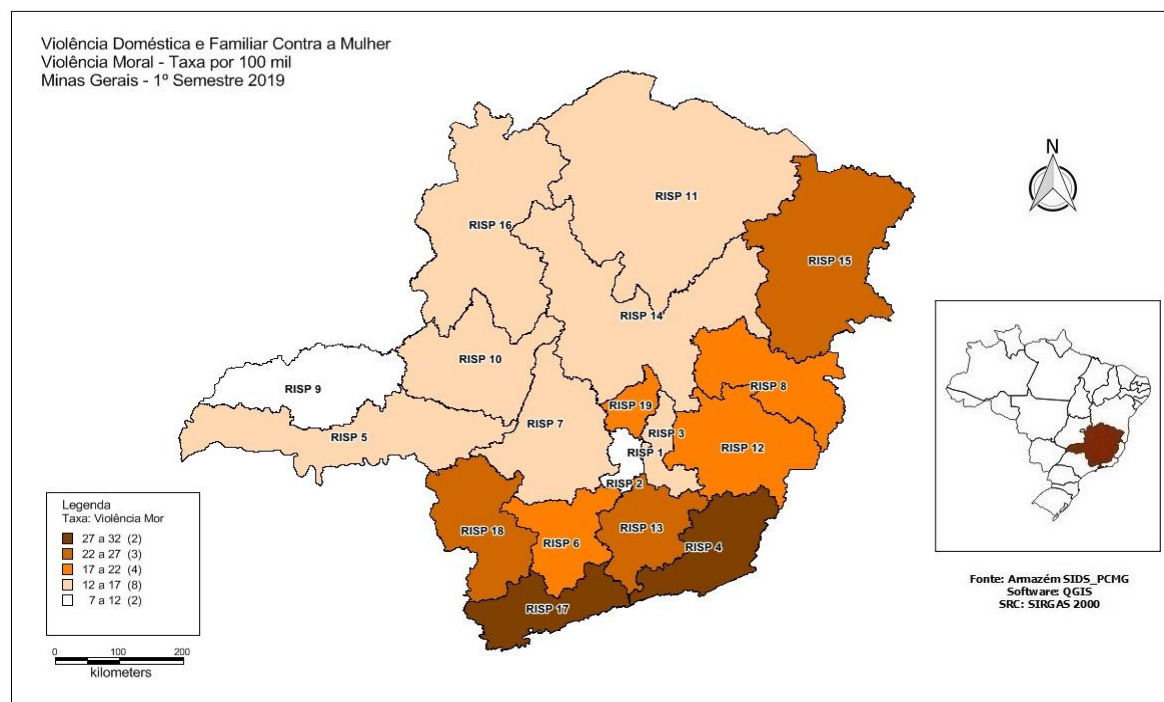 Violência Doméstica e Familiar Contra a Mulher
Violência Moral - Taxa por 100 mil
Minas Gerais - 1º Semestre 2019
N
RISP 11
RISP 16
RISP 15
RISP 14
RISP 10
RISP 9
RISP 8
RISP 19
RISP 7
RISP 3
RISP 5
RISP 12
RISP 1
RISP 2
RISP 18
RISP 13
RISP 6
RISP 4
RISP 17
Legenda
Taxa: Violência Mor
27 a 32 (2)
22 a 27 (3)
17 a 22 (4)
12 a 17 (8)
7 a 12 (2)
0 100 200
kilometers
Fonte: Armazém SIDS_PCMG
Software: QGIS
SRC: SIRGAS 2000